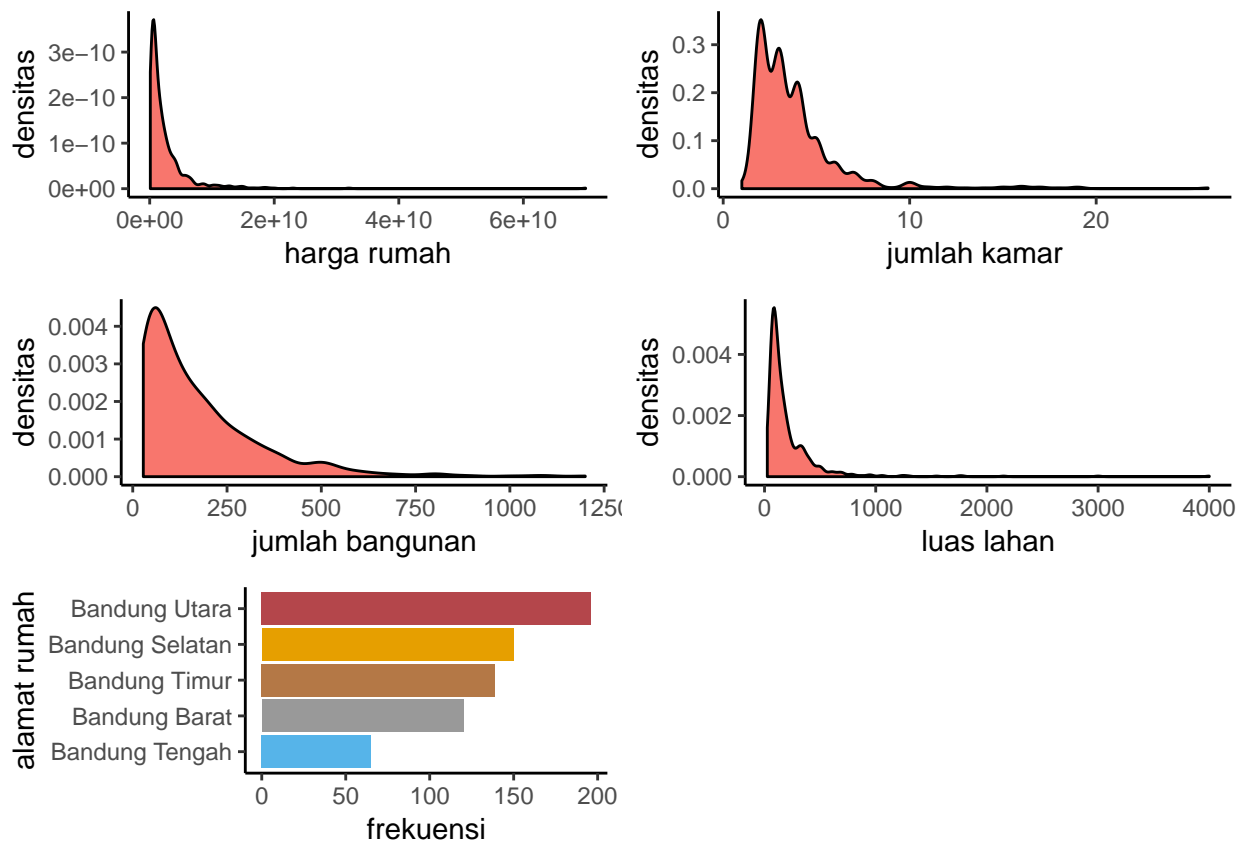 densitas
3e−10
2e−10
1e−10
0e+00
0e+00 2e+10 4e+10 6e+10
harga rumah
densitas
0.3
0.2
0.1
0.0
0 10 20
jumlah kamar
densitas
0.004
0.003
0.002
0.001
0.000
0 250 500 750 1000 1250
jumlah bangunan
densitas
0.004
0.002
0.000
0 1000 2000 3000 4000
luas lahan
alamat rumah
Bandung Utara
Bandung Selatan
Bandung Timur
Bandung Barat
Bandung Tengah
0 50 100 150 200
frekuensi